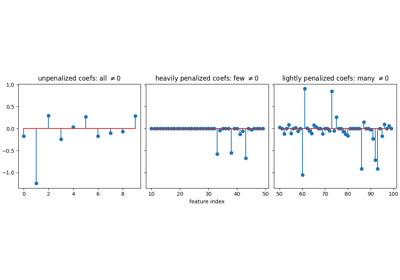 unpenalized coefs: all ≠0
heavily penalized coefs: few ≠0
lightly penalized coefs: many ≠0
1.0
0.5
0.0
−0.5
−1.0
0 2 4 6 8
10 20 30 40 50
50 60 70 80 90 100
feature index